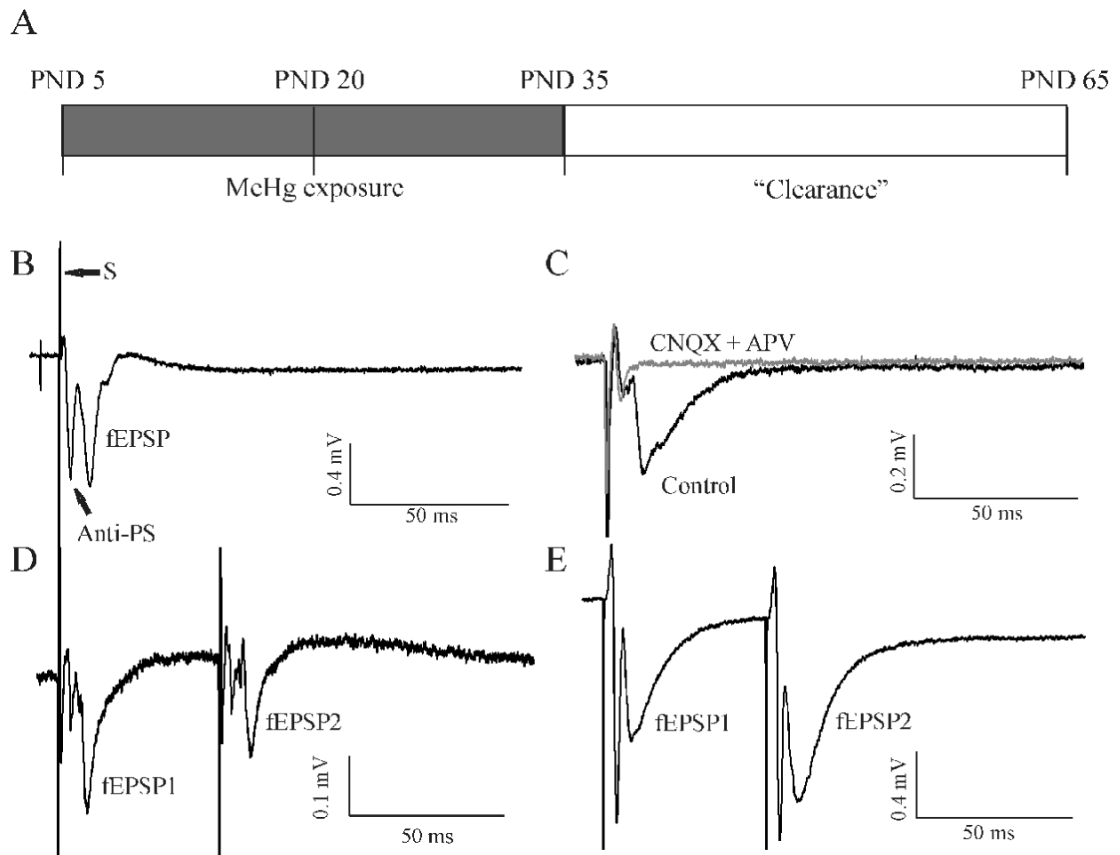 A
PND 5 PND 20 PND 35 PND 65
MeHg exposure “Clearance”
B
S
fEPSP
Anti-PS
0.4 mV
50 ms
C
CNQX + APV
Control
0.2 mV
50 ms
D
fEPSP1
fEPSP2
0.1 mV
50 ms
E
fEPSP1
fEPSP2
0.4 mV
50 ms